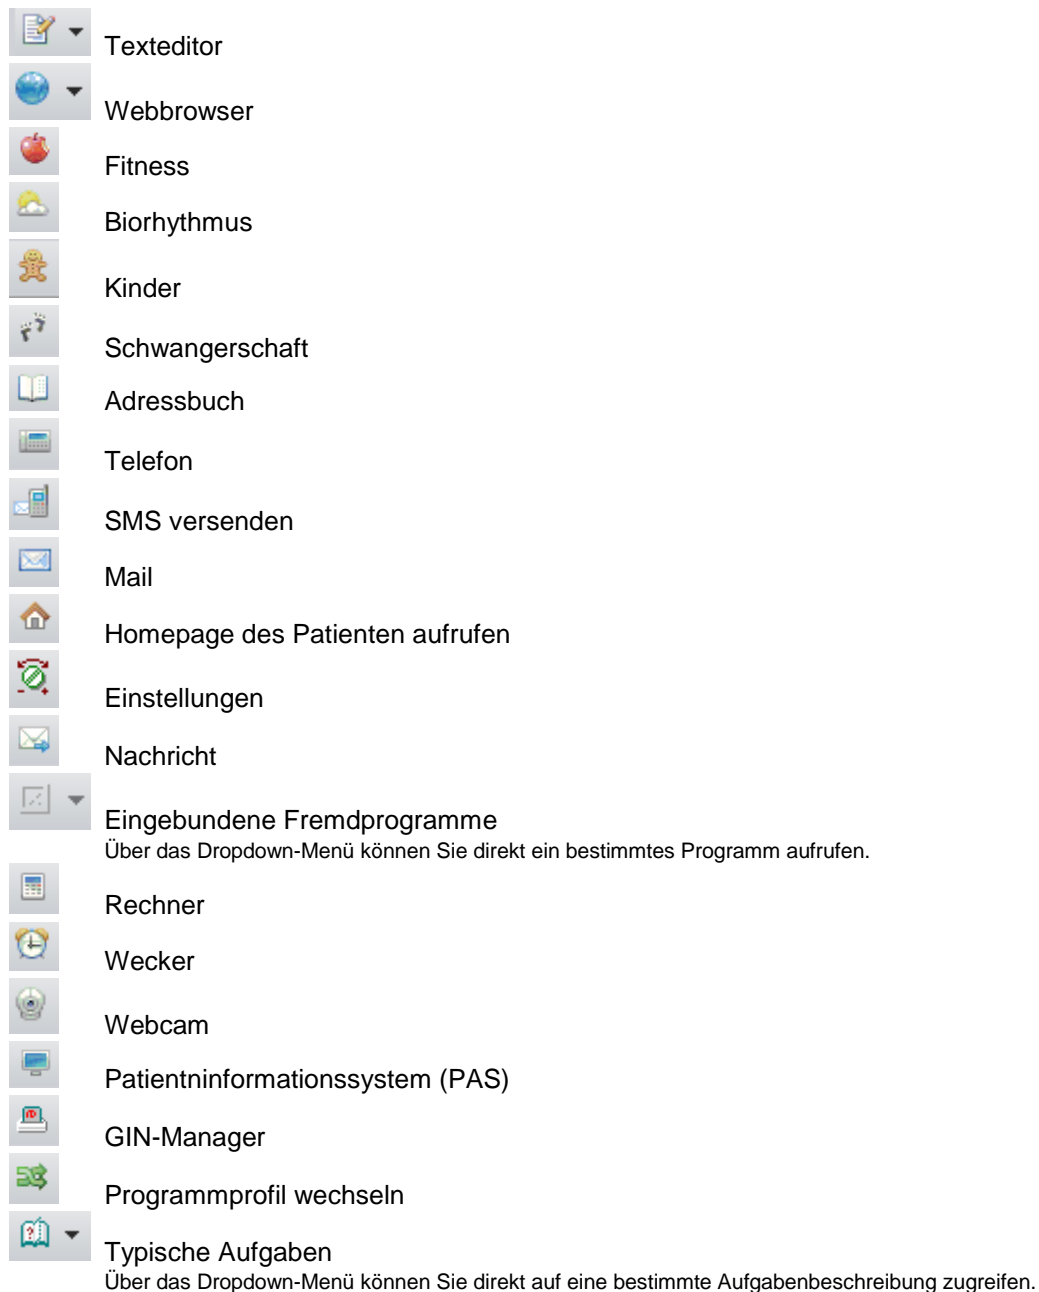 Texteditor
Webbrowser
Fitness
Biorhythmus
Kinder
Schwangerschaft
Adressbuch
Telefon
SMS versenden
Mail
Homepage des Patienten aufrufen
Einstellungen
Nachricht
Eingebundene Fremdprogramme
Über das Dropdown-Menü können Sie direkt ein bestimmtes Programm aufrufen.
Rechner
Wecker
Webcam
Patientninformationssystem (PAS)
GIN-Manager
Programmprofil wechseln
Typische Aufgaben
Über das Dropdown-Menü können Sie direkt auf eine bestimmte Aufgabenbeschreibung zugreifen.